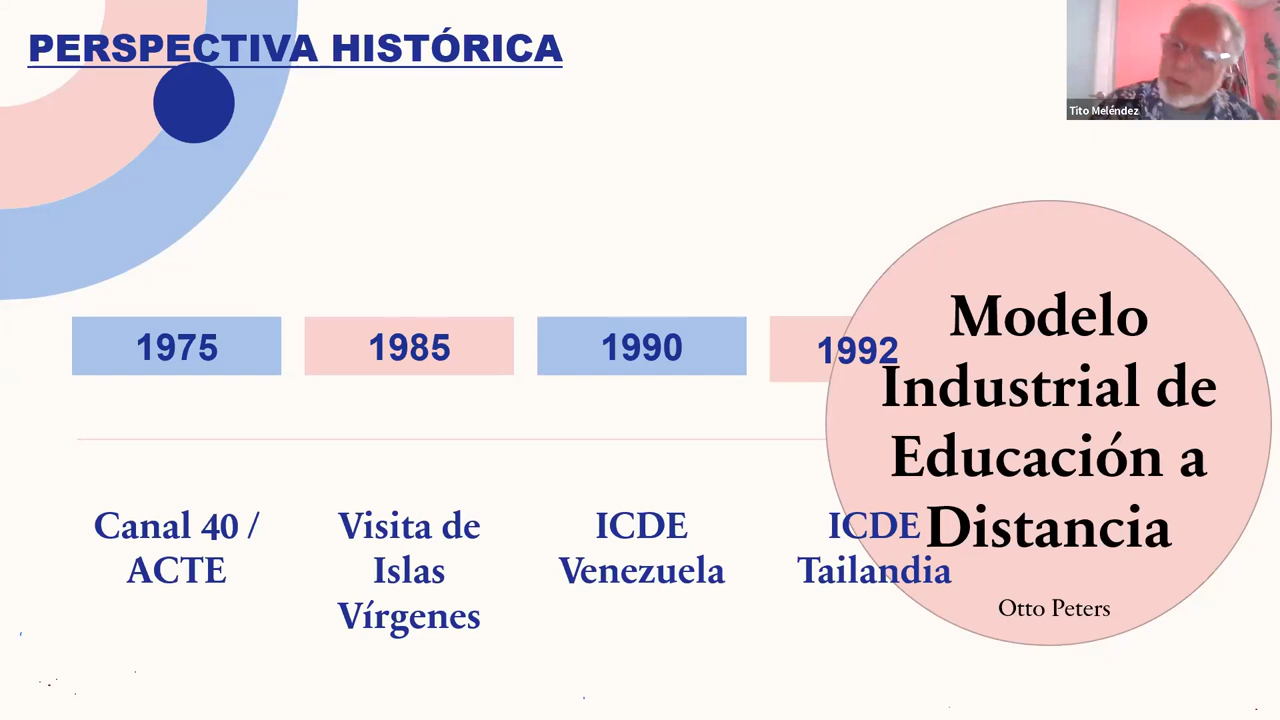 PERSPECTIVA HISTÓRICA
Tito Meléndez
1975
1985
1990
1992
Canal 40 /
ACTE
Visita de
Islas
Vírgenes
ICDE
Venezuela
ICDE
Tailandia
Modelo
Industrial de
Educación a
Distancia
Otto Peters